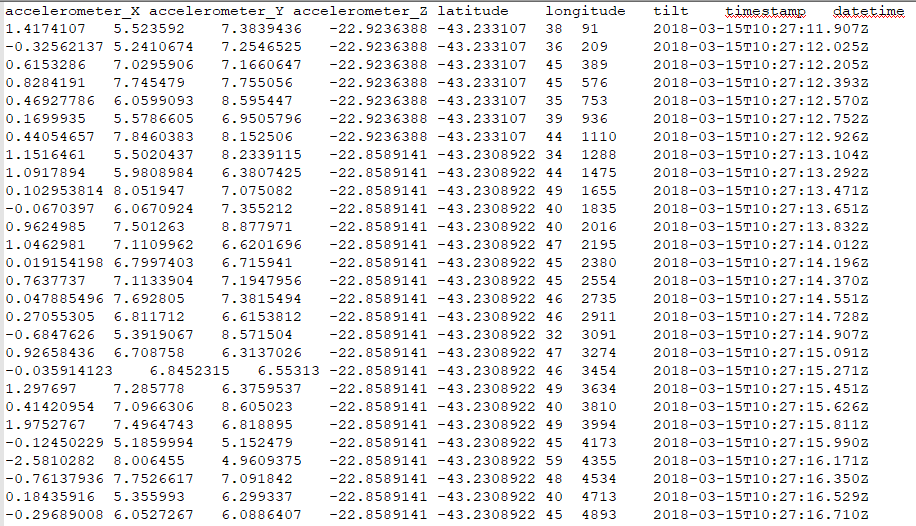 accelerometer_X accelerometer_Y accelerometer_Z latitude longitude tilt timestamp datetime
1.4174107 5.523592 7.3839436 -22.9236388 -43.233107 38 91 2018-03-15T10:27:11.907Z
-0.32562137 5.2410674 7.2546525 -22.9236388 -43.233107 36 209 2018-03-15T10:27:12.025Z
0.6153286 7.0295906 7.1660647 -22.9236388 -43.233107 45 389 2018-03-15T10:27:12.205Z
0.8284191 7.745479 7.755056 -22.9236388 -43.233107 45 576 2018-03-15T10:27:12.393Z
0.46927786 6.0599093 8.595447 -22.9236388 -43.233107 35 753 2018-03-15T10:27:12.570Z
0.1699935 5.5786605 6.9505796 -22.9236388 -43.233107 39 936 2018-03-15T10:27:12.752Z
0.44054657 7.8460383 8.152506 -22.9236388 -43.233107 44 1110 2018-03-15T10:27:12.926Z
1.1516461 5.5020437 8.2339115 -22.8589141 -43.2308922 34 1288 2018-03-15T10:27:13.104Z
1.0917894 5.9808984 6.3807425 -22.8589141 -43.2308922 44 1475 2018-03-15T10:27:13.292Z
0.102953814 8.051947 7.075082 -22.8589141 -43.2308922 49 1655 2018-03-15T10:27:13.471Z
-0.0670397 6.0670924 7.355212 -22.8589141 -43.2308922 40 1835 2018-03-15T10:27:13.651Z
0.9624985 7.501263 8.877971 -22.8589141 -43.2308922 40 2016 2018-03-15T10:27:13.832Z
1.0462981 7.1109962 6.6201696 -22.8589141 -43.2308922 47 2195 2018-03-15T10:27:14.012Z
0.019154198 6.7997403 6.715941 -22.8589141 -43.2308922 45 2380 2018-03-15T10:27:14.196Z
0.7637737 7.1133904 7.1947956 -22.8589141 -43.2308922 45 2554 2018-03-15T10:27:14.370Z
0.047885496 7.692805 7.3815494 -22.8589141 -43.2308922 46 2735 2018-03-15T10:27:14.551Z
0.27055305 6.811712 6.6153812 -22.8589141 -43.2308922 46 2911 2018-03-15T10:27:14.728Z
-0.6847626 5.3919067 8.571504 -22.8589141 -43.2308922 32 3091 2018-03-15T10:27:14.907Z
0.92658436 6.708758 6.3137026 -22.8589141 -43.2308922 47 3274 2018-03-15T10:27:15.091Z
-0.035914123 6.8452315 6.55313 -22.8589141 -43.2308922 46 3454 2018-03-15T10:27:15.271Z
1.297697 7.285778 6.3759537 -22.8589141 -43.2308922 49 3634 2018-03-15T10:27:15.451Z
0.41420954 7.0966306 8.605023 -22.8589141 -43.2308922 40 3810 2018-03-15T10:27:15.626Z
1.9752767 7.4964743 6.818895 -22.8589141 -43.2308922 49 3994 2018-03-15T10:27:15.811Z
-0.12450229 5.1859994 5.152479 -22.8589141 -43.2308922 45 4173 2018-03-15T10:27:15.990Z
-2.5810282 8.006455 4.9609375 -22.8589141 -43.2308922 59 4355 2018-03-15T10:27:16.171Z
-0.76137936 7.7526617 7.091842 -22.8589141 -43.2308922 48 4534 2018-03-15T10:27:16.350Z
0.18435916 5.355993 6.299337 -22.8589141 -43.2308922 40 4713 2018-03-15T10:27:16.529Z
-0.29689008 6.0527267 6.0886407 -22.8589141 -43.2308922 45 4893 2018-03-15T10:27:16.710Z